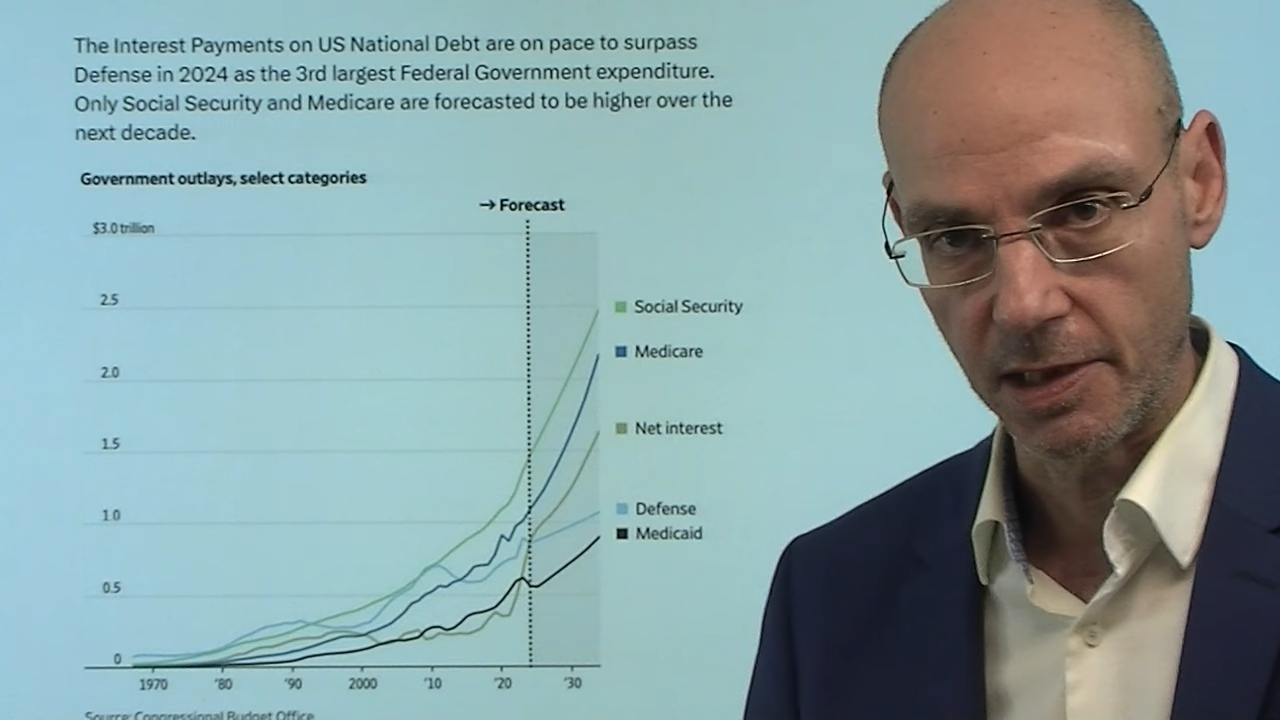 The Interest Payments on US National Debt are on pace to surpass
Defense in 2024 as the 3rd largest Federal Government expenditure.
Only Social Security and Medicare are forecasted to be higher over the
next decade.
Government outlays, select categories
→ Forecast
$3.0 trillion
2.5
2.0
1.5
1.0
0.5
0
Social Security
Medicare
Net interest
Defense
Medicaid
1970 '80 '90 2000 '10 '20 '30
Source: Congressional Budget Office